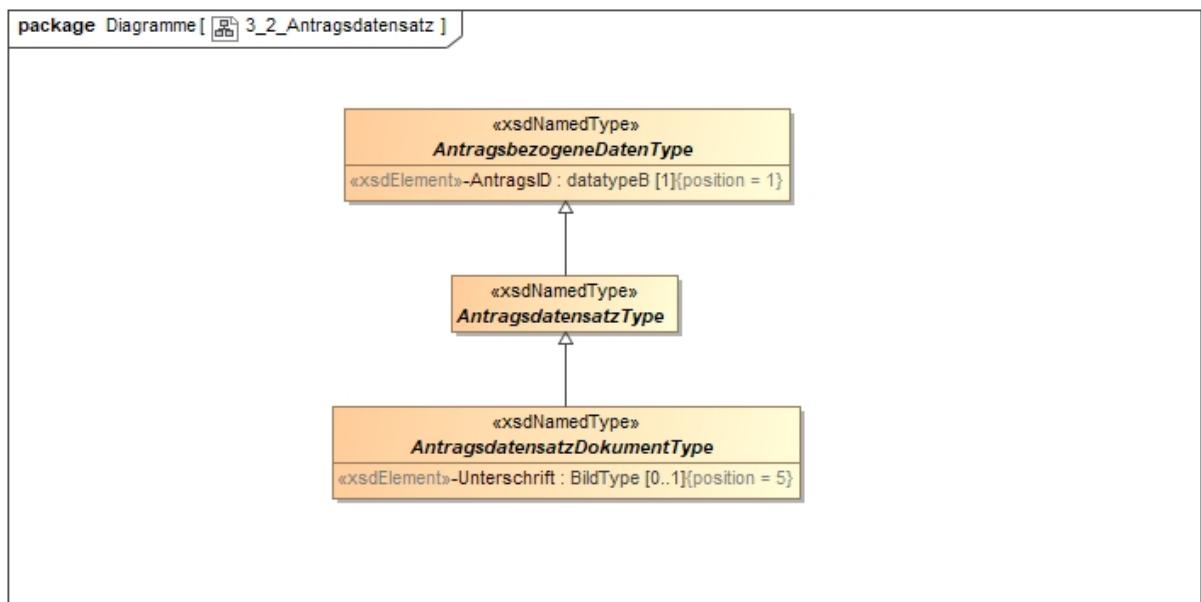 package Diagramme [ 3_2_Antragsdatensatz ]
«xsdNamedType»
AntragsbezogeneDatenType
«xsdElement»-AntragsID : datatypeB [1]{position = 1}
«xsdNamedType»
AntragsdatensatzType
«xsdNamedType»
AntragsdatensatzDokumentType
«xsdElement»-Unterschrift : BildType [0..1]{position = 5}